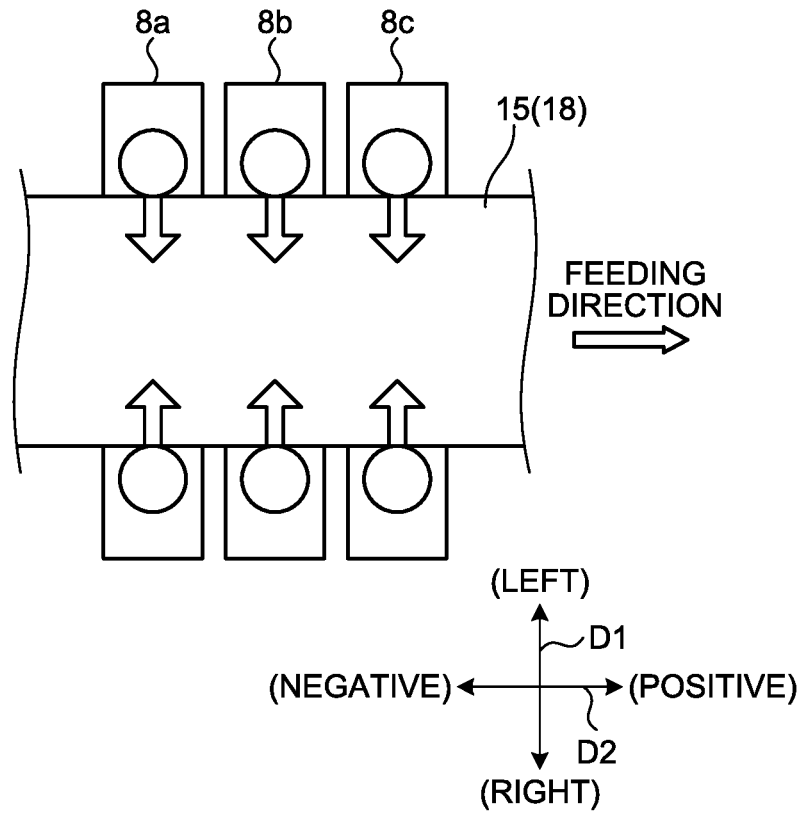 8a 8b 8c
15(18)
FEEDING
DIRECTION
(LEFT)
D1
(NEGATIVE) (POSITIVE)
D2
(RIGHT)